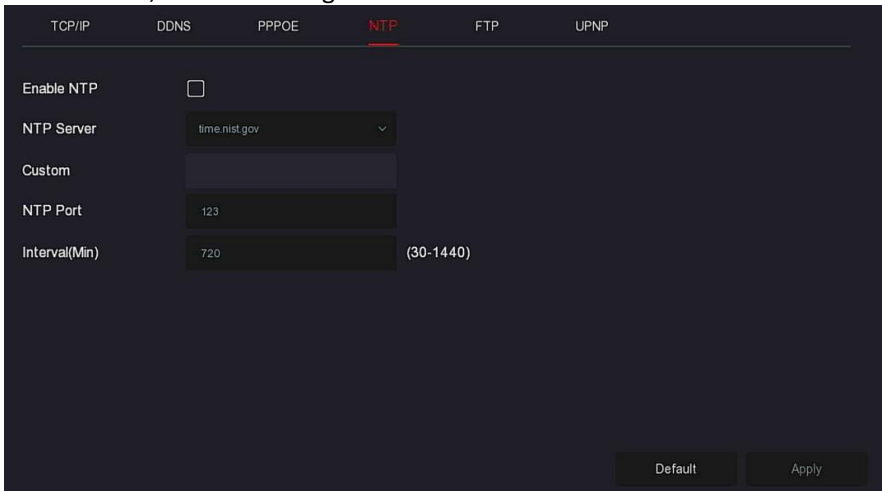 TCP/IP DDNS PPPOE NTP FTP UPNP
Enable NTP
NTP Server time.nist.gov
Custom
NTP Port 123
Interval(Min) 720 (30-1440)
Default Apply